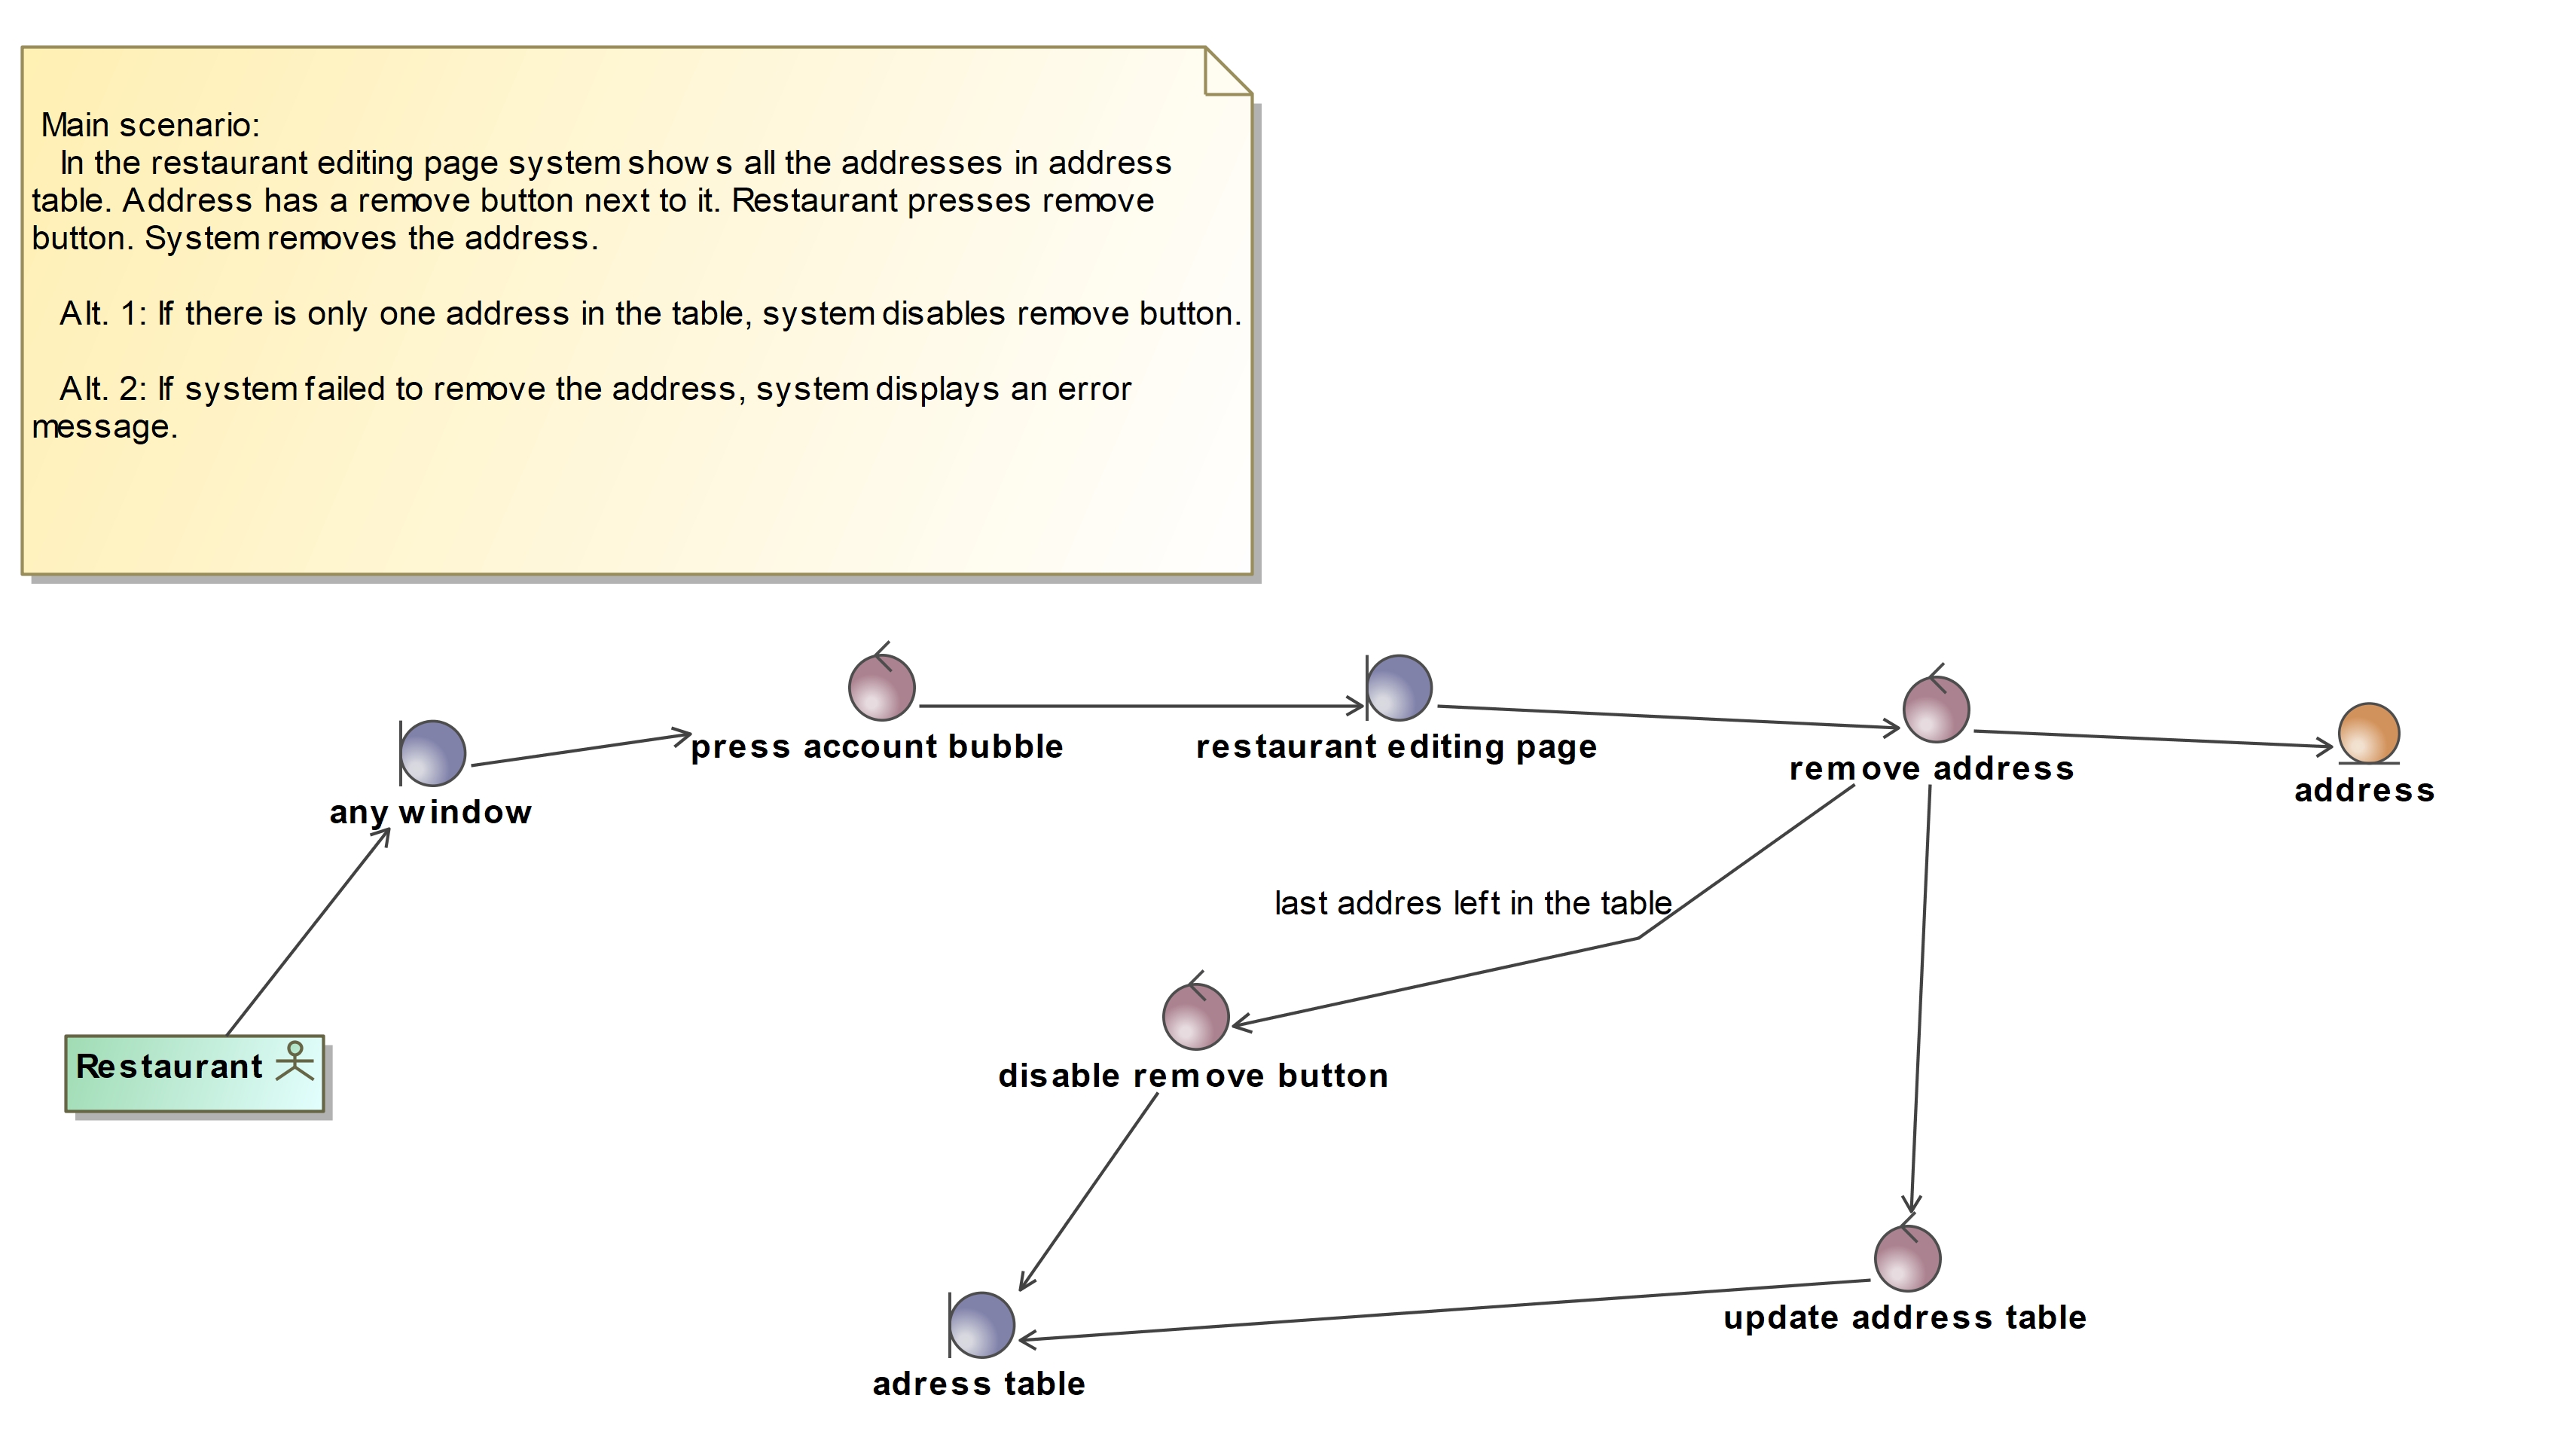 Main scenario:
In the restaurant editing page system shows all the addresses in address
table. Address has a remove button next to it. Restaurant presses remove
button. System removes the address.
Alt. 1: If there is only one address in the table, system disables remove button.
Alt. 2: If system failed to remove the address, system displays an error
message.
press account bubble
restaurant editing page
remove address
address
any window
last addres left in the table
Restaurant
disable remove button
update address table
adress table